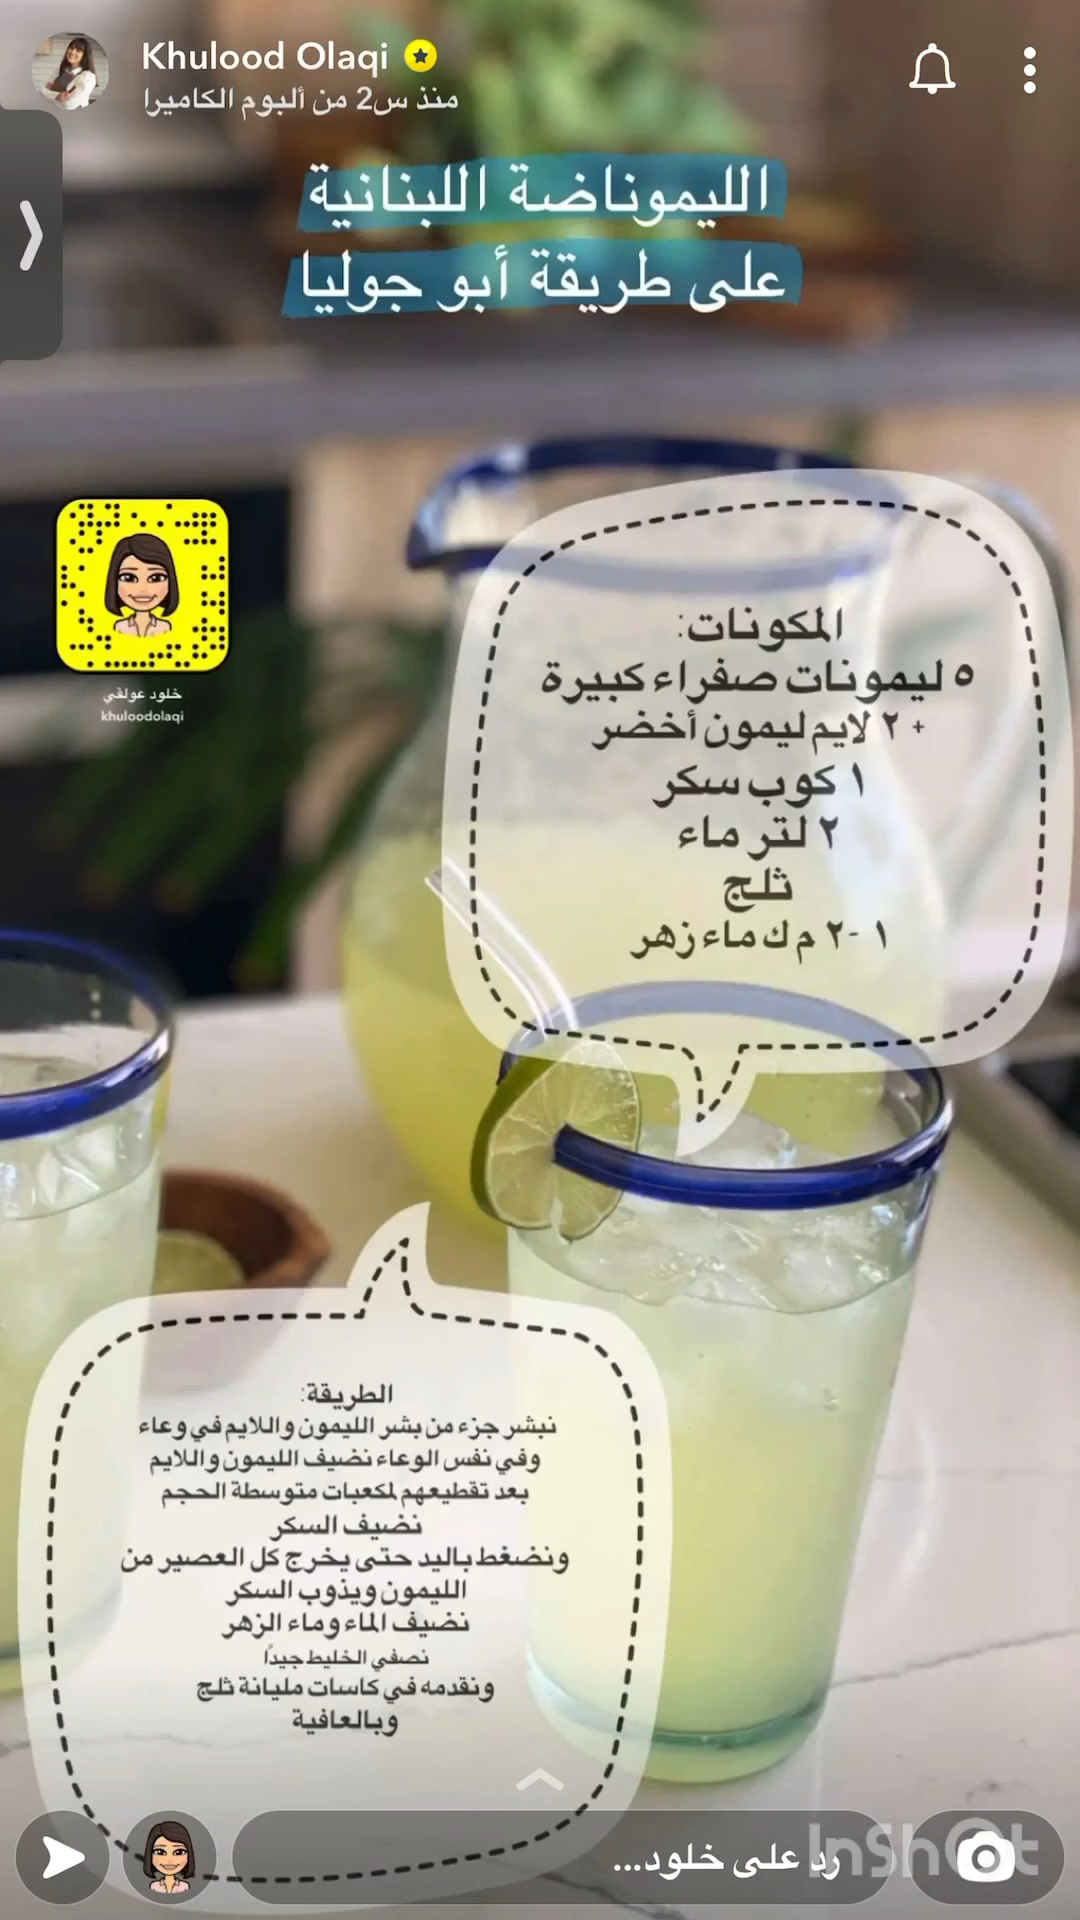 Khulood Olaqi
منذ س2 من ألبوم الكاميرا
الليموناضة اللبنانية
على طريقة أبو جوليا
خلود عولقي
khuloodolaqi
المكونات:
٥ ليمونات صفراء كبيرة
+ ٢ لايم ليمون أخضر
١ كوب سكر
٢ لتر ماء
ثلج
١ -٢ م ك ماء زهر
الطريقة:
نبشر جزء من بشر الليمون واللايم في وعاء
وفي نفس الوعاء نضيف الليمون واللايم
بعد تقطيعهم لمكعبات متوسطة الحجم
نضيف السكر
ونضغط باليد حتى يخرج كل العصير من
الليمون ويذوب السكر
نضيف الماء وماء الزهر
نصفي الخليط جيدًا
ونقدمه في كاسات مليانة ثلج
وبالعافية
رد على خلود...
InShOt